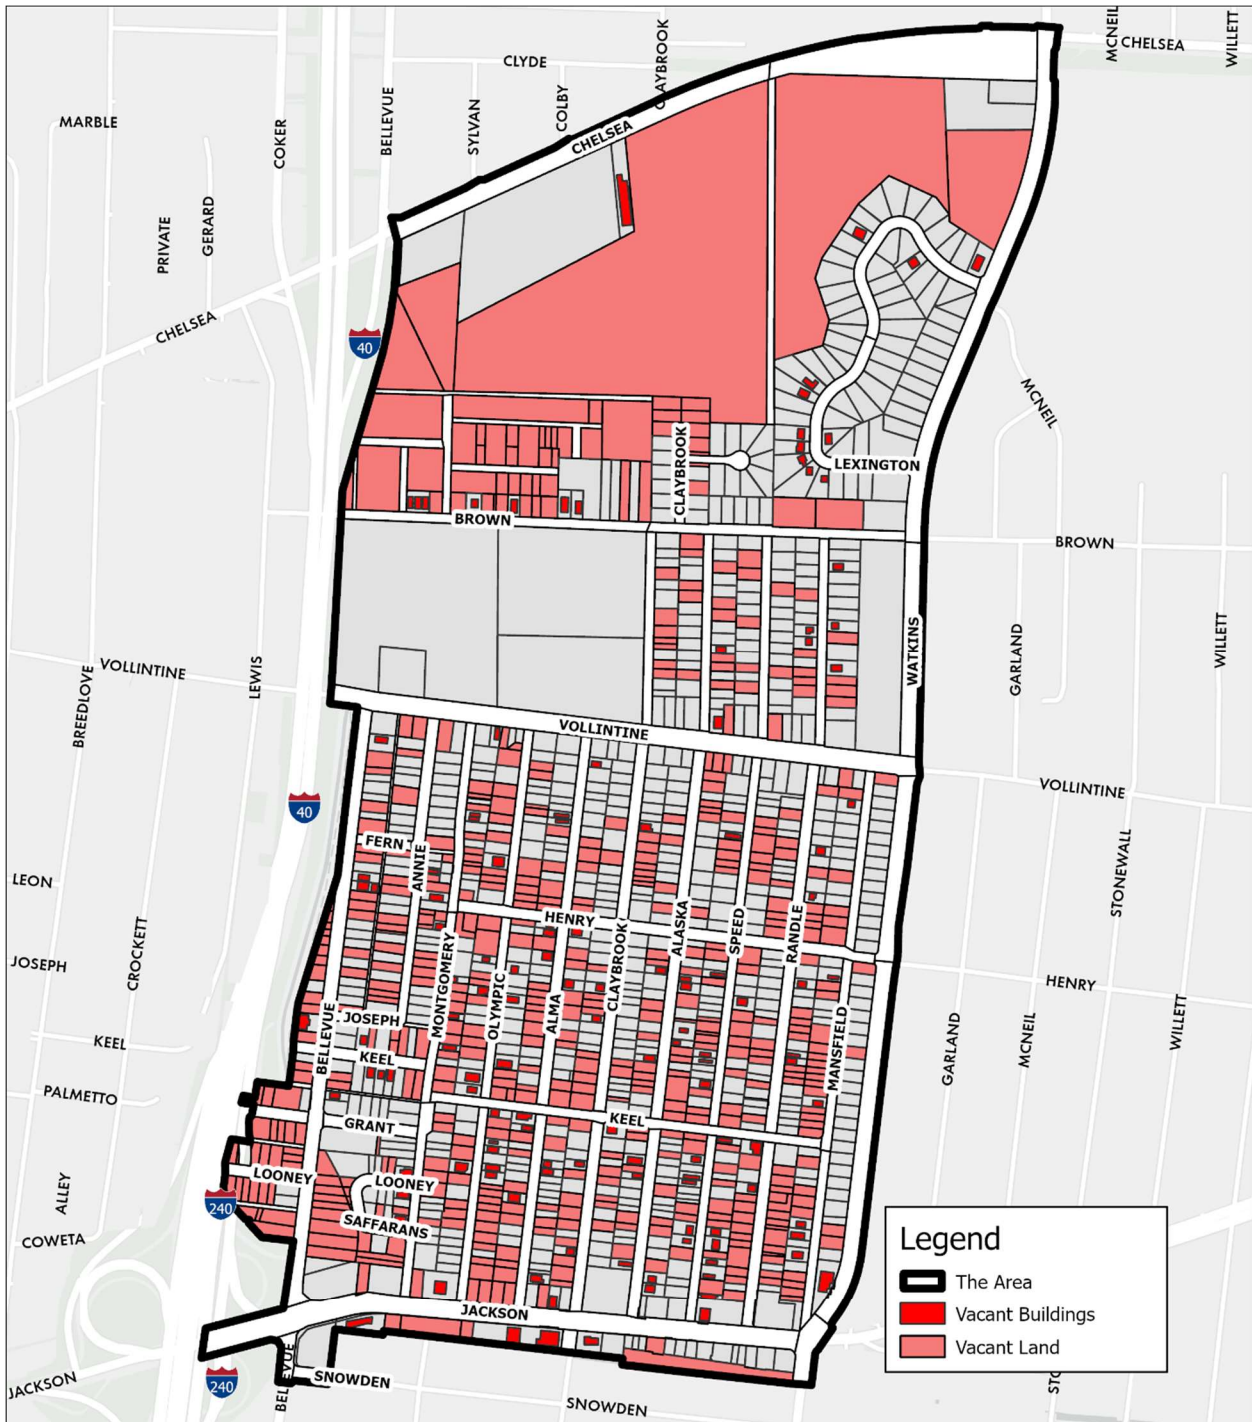 MCNEIL
WILLETT
CHELSEA
CLAYBROOK
CLYDE
COLBY
SYLVAN
BELLEVUE
COKER
MARBLE
CHELSEA
GERARD
PRIVATE
CHELSEA
40
MCNEIL
CLAYBROOK
LEXINGTON
BROWN
BROWN
WATKINS
GARLAND
WILLETT
VOLLINTINE
LEWIS
BREEDLOVE
VOLLINTINE
40
VOLLINTINE
STONEWALL
FERN
ANNIE
LEON
CROCKETT
HENRY
ALASKA
SPEED
RANDLE
CLAYBROOK
MONTGOMERY
OLYMPIC
ALMA
JOSEPH
HENRY
WILLETT
MCNEIL
GARLAND
MANSFIELD
BELLEVUE
JOSEPH
KEEL
KEEL
PALMETTO
GRANT
KEEL
LOONEY
LOONEY
ALLEY
240
SAFFARANS
COWETA
JACKSON
Legend
The Area
Vacant Buildings
Vacant Land
BELLEVUE
JACKSON
240
SNOWDEN
SNOWDEN